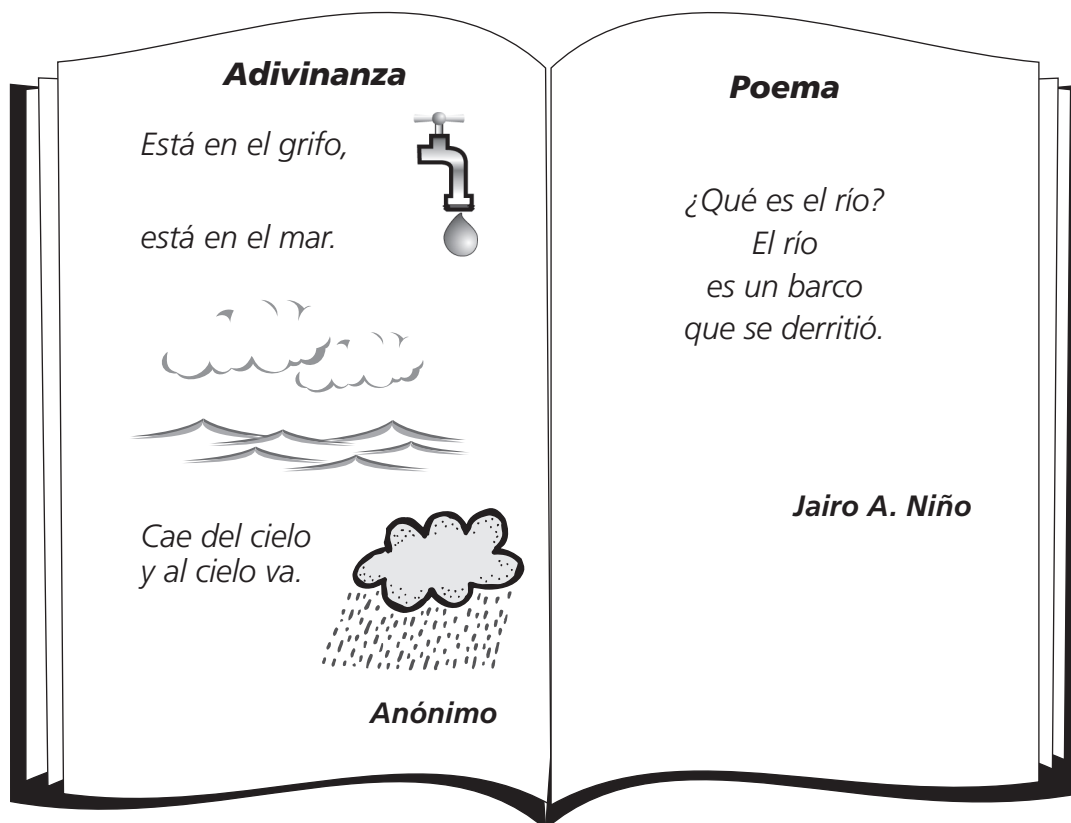 Adivinanza
Está en el grifo,
está en el mar.
Cae del cielo
y al cielo va.
Anónimo
Poema
¿Qué es el río?
El río
es un barco
que se derritió.
Jairo A. Niño